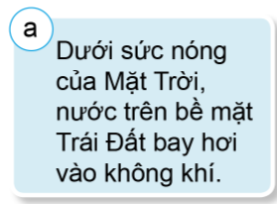 a
Dưới sức nóng
của Mặt Trời,
nước trên bề mặt
Trái Đất bay hơi
vào không khí.